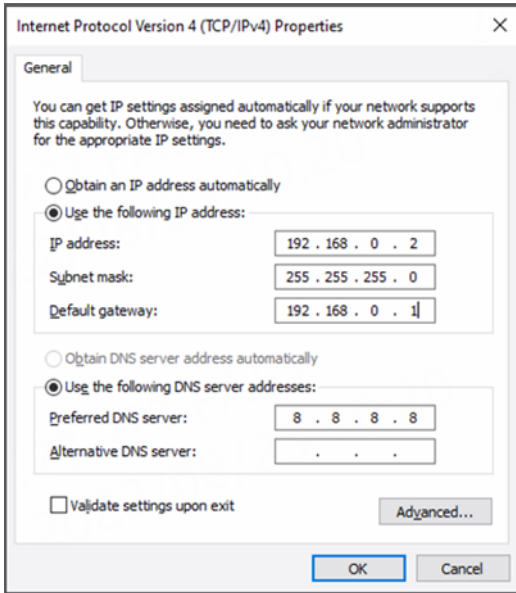 Internet Protocol Version 4 (TCP/IPv4) Properties
General
You can get IP settings assigned automatically if your network supports
this capability. Otherwise, you need to ask your network administrator
for the appropriate IP settings.
Obtain an IP address automatically
Use the following IP address:
IP address: 192 . 168 . 0 . 2
Subnet mask: 255 . 255 . 255 . 0
Default gateway: 192 . 168 . 0 . 1
Obtain DNS server address automatically
Use the following DNS server addresses:
Preferred DNS server: 8 . 8 . 8 . 8
Alternative DNS server: . . .
Validate settings upon exit
Advanced...
OK Cancel